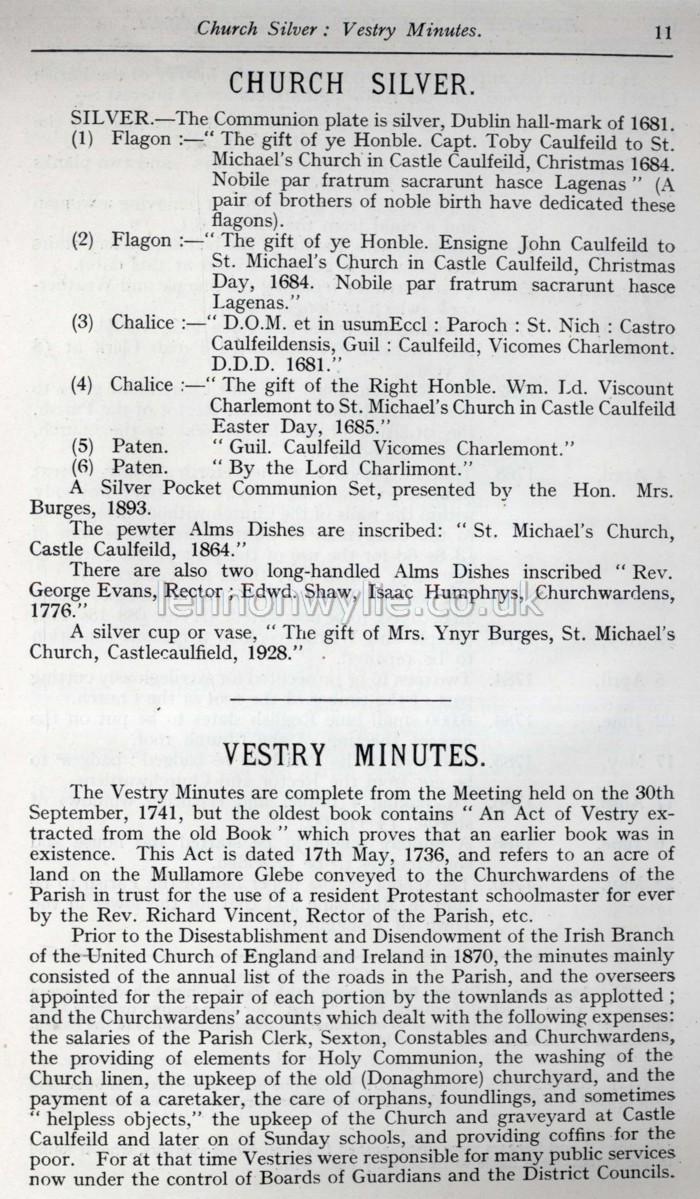 Church Silver : Vestry Minutes. 11
CHURCH SILVER.
SILVER.—The Communion plate is silver, Dublin hall-mark of 1681.
(1) Flagon :—“ The gift of ye Honble. Capt. Toby Caulfeild to St.
Michael's Church in Castle Caulfeild, Christmas 1684.
Nobile par fratrum sacrarunt hasce Lagenas ” (A
pair of brothers of noble birth have dedicated these
flagons).
(2) Flagon :—“ The gift of ye Honble. Ensigne John Caulfeild to
St. Michael's Church in Castle Caulfeild, Christmas
Day, 1684. Nobile par fratrum sacrarunt hasce
Lagenas.”
(3) Chalice :—“ D.O.M. et in usumEccl : Paroch : St. Nich : Castro
Caulfeildensis, Guil : Caulfeild, Vicomes Charlemont.
D.D.D. 1681.”
(4) Chalice :—“ The gift of the Right Honble. Wm. Ld. Viscount
Charlemont to St. Michael's Church in Castle Caulfeild
Easter Day, 1685.”
(5) Paten. “ Guil. Caulfeild Vicomes Charlemont.”
(6) Paten. “ By the Lord Charlimont.”
A Silver Pocket Communion Set, presented by the Hon. Mrs.
Burges, 1893.
The pewter Alms Dishes are inscribed: “ St. Michael's Church,
Castle Caulfeild, 1864.”
There are also two long-handled Alms Dishes inscribed “ Rev.
George Evans, Rector ; Edwd. Shaw, Isaac Humphrys, Churchwardens,
1776.”
lennonwylie.co.uk
A silver cup or vase, “ The gift of Mrs. Ynyr Burges, St. Michael's
Church, Castlecaulfield, 1928.”
VESTRY MINUTES.
The Vestry Minutes are complete from the Meeting held on the 30th
September, 1741, but the oldest book contains “ An Act of Vestry ex-
tracted from the old Book ” which proves that an earlier book was in
existence. This Act is dated 17th May, 1736, and refers to an acre of
land on the Mullamore Glebe conveyed to the Churchwardens of the
Parish in trust for the use of a resident Protestant schoolmaster for ever
by the Rev. Richard Vincent, Rector of the Parish, etc.
Prior to the Disestablishment and Disendowment of the Irish Branch
of the United Church of England and Ireland in 1870, the minutes mainly
consisted of the annual list of the roads in the Parish, and the overseers
appointed for the repair of each portion by the townlands as applotted ;
and the Churchwardens' accounts which dealt with the following expenses:
the salaries of the Parish Clerk, Sexton, Constables and Churchwardens,
the providing of elements for Holy Communion, the washing of the
Church linen, the upkeep of the old (Donaghmore) churchyard, and the
payment of a caretaker, the care of orphans, foundlings, and sometimes
“ helpless objects,” the upkeep of the Church and graveyard at Castle
Caulfeild and later on of Sunday schools, and providing coffins for the
poor. For at that time Vestries were responsible for many public services
now under the control of Boards of Guardians and the District Councils.